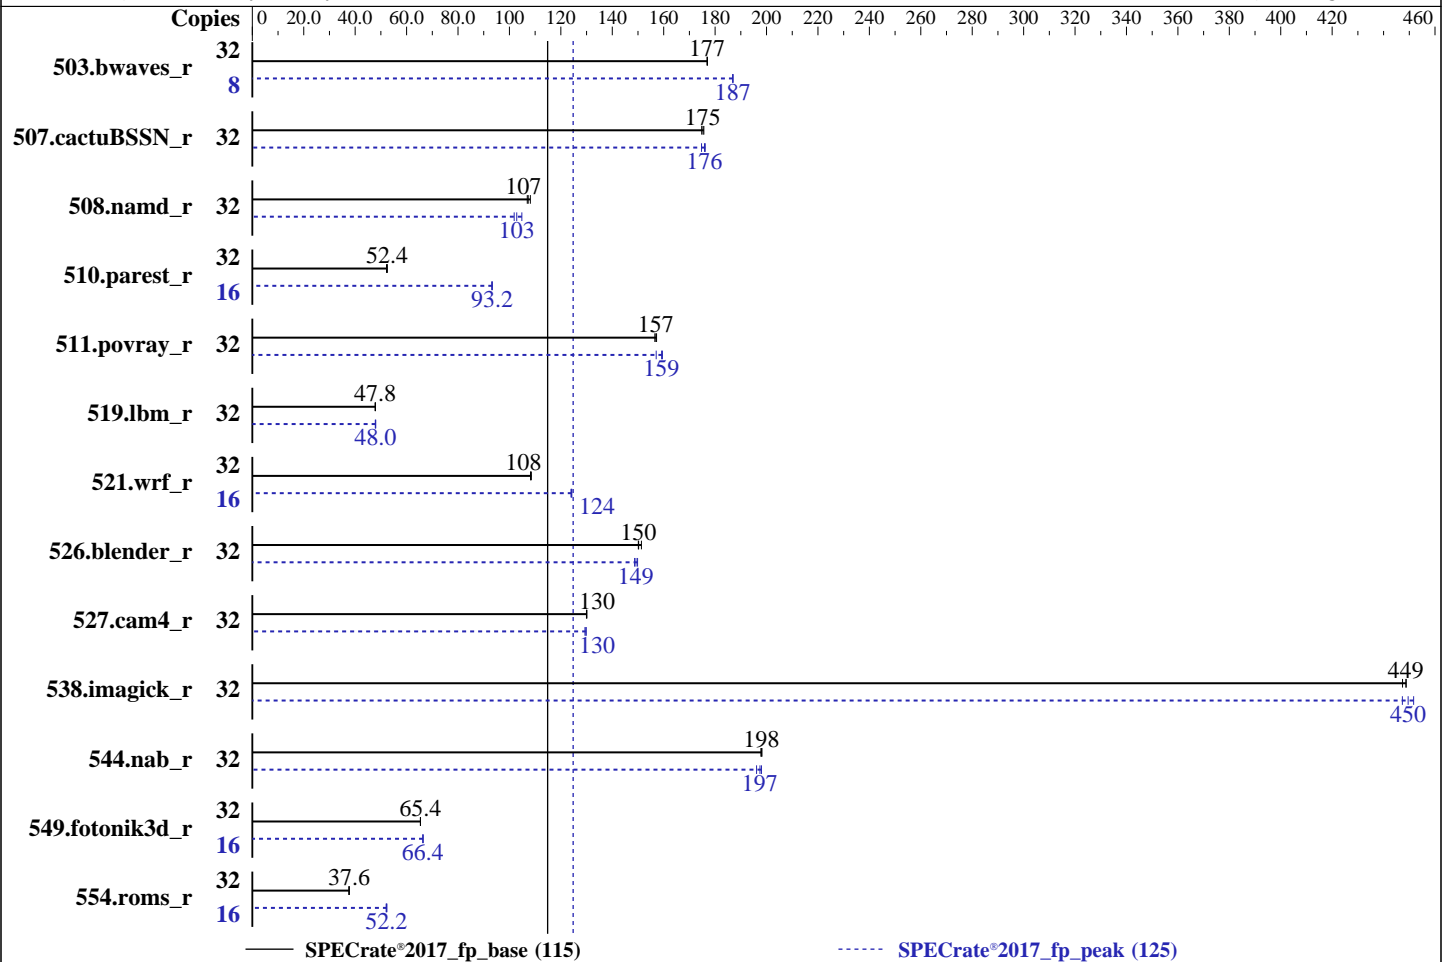 Copies 0 20.0 40.0 60.0 80.0 100 120 140 160 180 200 220 240 260 280 300 320 340 360 380 400 420 460
503.bwaves_r 32 177
8 187
507.cactuBSSN_r 32 175
176
508.namd_r 32 107
103
510.parest_r 32 52.4
16 93.2
511.povray_r 32 157
159
519.lbm_r 32 47.8
48.0
521.wrf_r 32 108
16 124
526.blender_r 32 150
149
527.cam4_r 32 130
130
538.imagick_r 32 449
450
544.nab_r 32 198
197
549.fotonik3d_r 32 65.4
16 66.4
554.roms_r 32 37.6
16 52.2
SPECrate®2017_fp_base (115) SPECrate®2017_fp_peak (125)